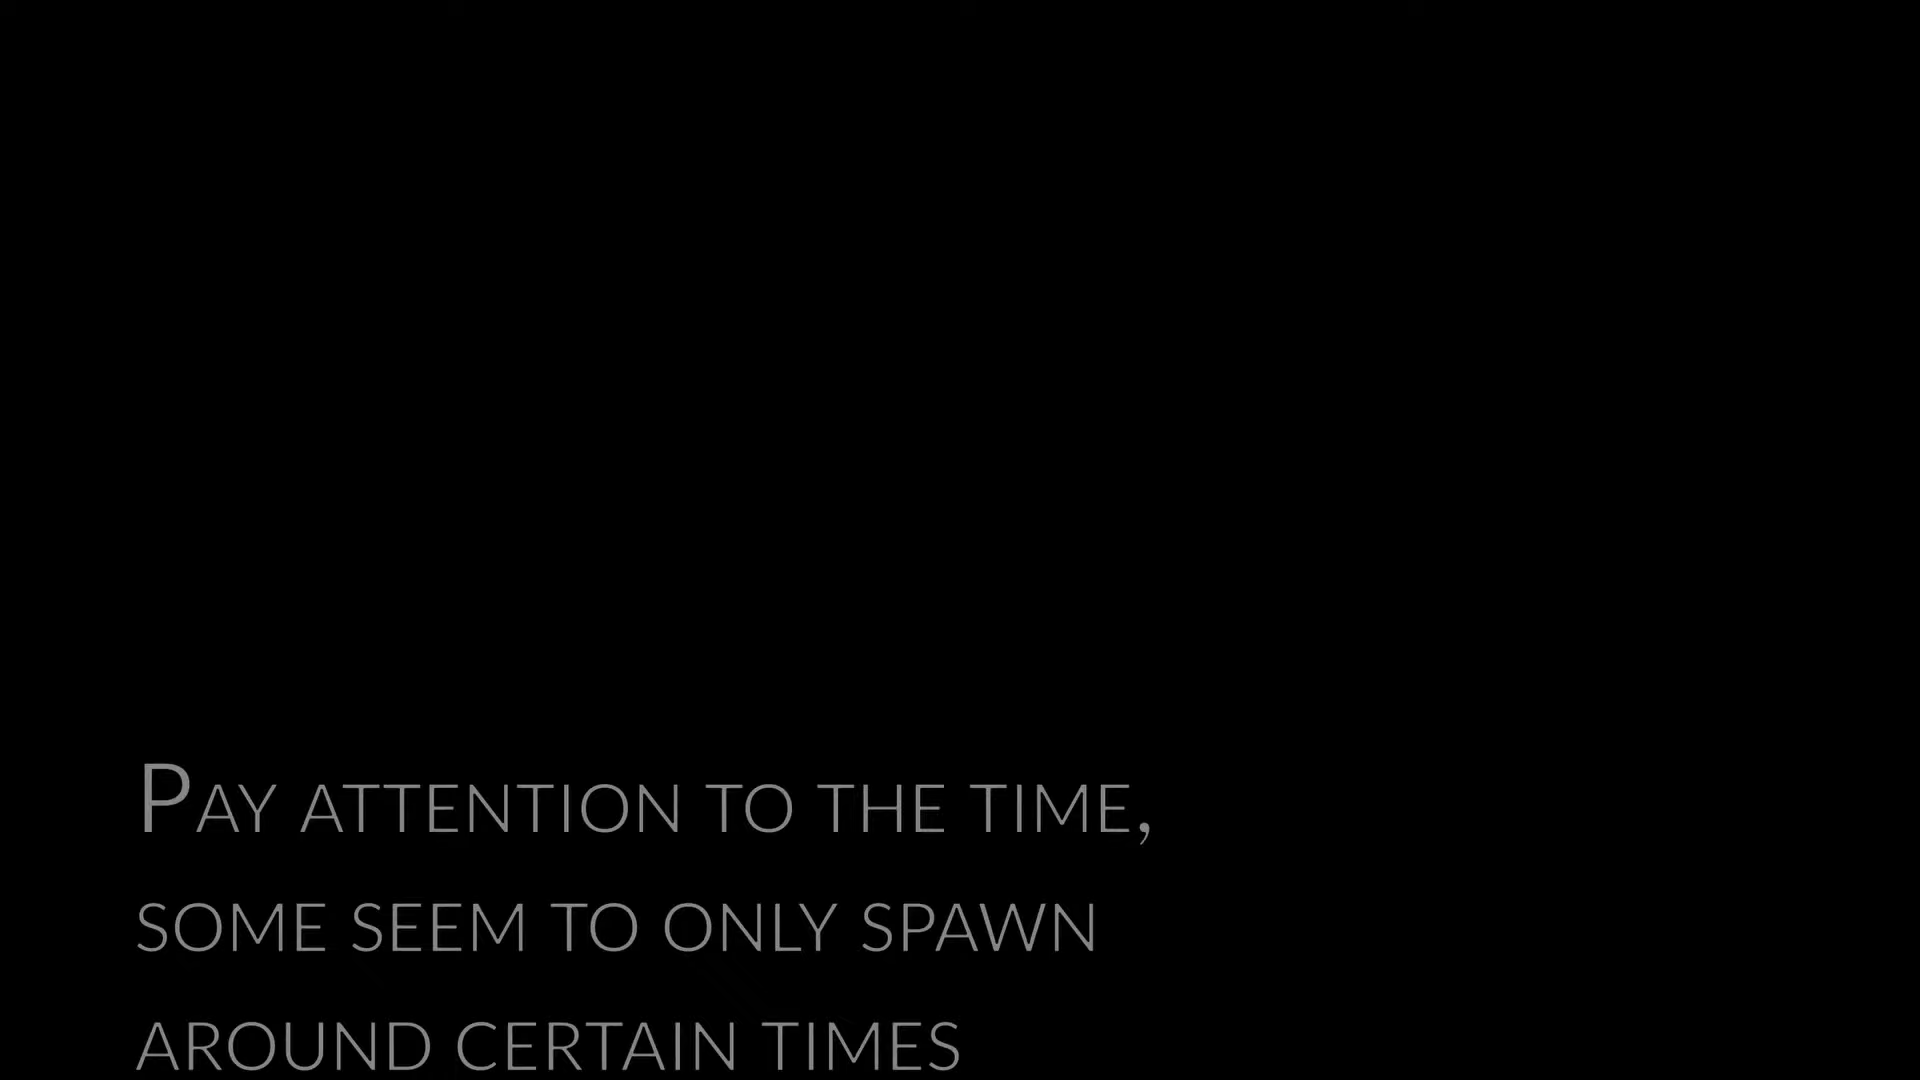 Pay attention to the time,
some seem to only spawn
around certain times